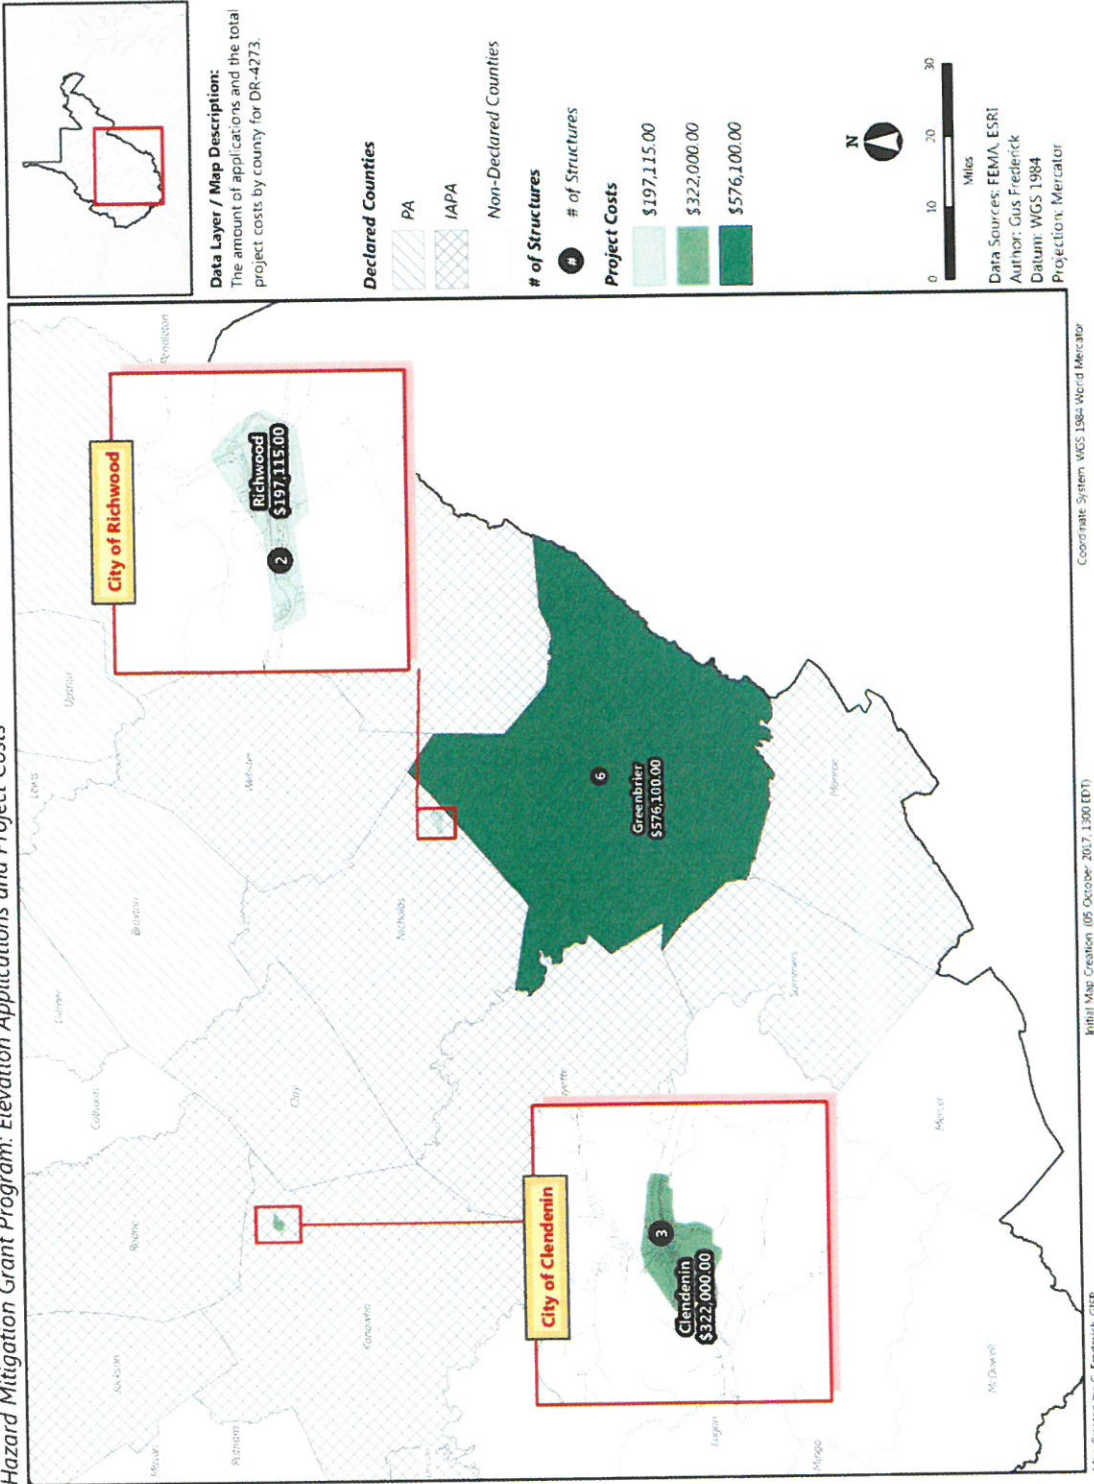 Hazard Mitigation Grant Program: Elevation Applications and Project Costs
Data Layer / Map Description:
The amount of applications and the total
project costs by county for DR-4273.
Declared Counties
PA
IAPA
Non-Declared Counties
# of Structures
# # of Structures
Project Costs
$197,115.00
$322,000.00
$576,100.00
N
0 10 20 30
Miles
Data Sources: FEMA, ESRI
Author: Gus Frederick
Datum: WGS 1984
Projection: Mercator
City of Richwood
Richwood
$197,115.00
2
City of Clendenin
3
Clendenin
$322,000.00
6
Greenbrier
$576,100.00
Pendleton
Upshur
Lewis
Webster
Braxton
Gilmer
Calhoun
Nicholas
Clay
Roane
Jackson
Mason
Putnam
Kanawha
Monroe
Summers
Mercer
McDowell
Logan
Mingo
Coordinate System: WGS 1984 World Mercator
Initial Map Creation (05 October 2017, 1300 EDT)